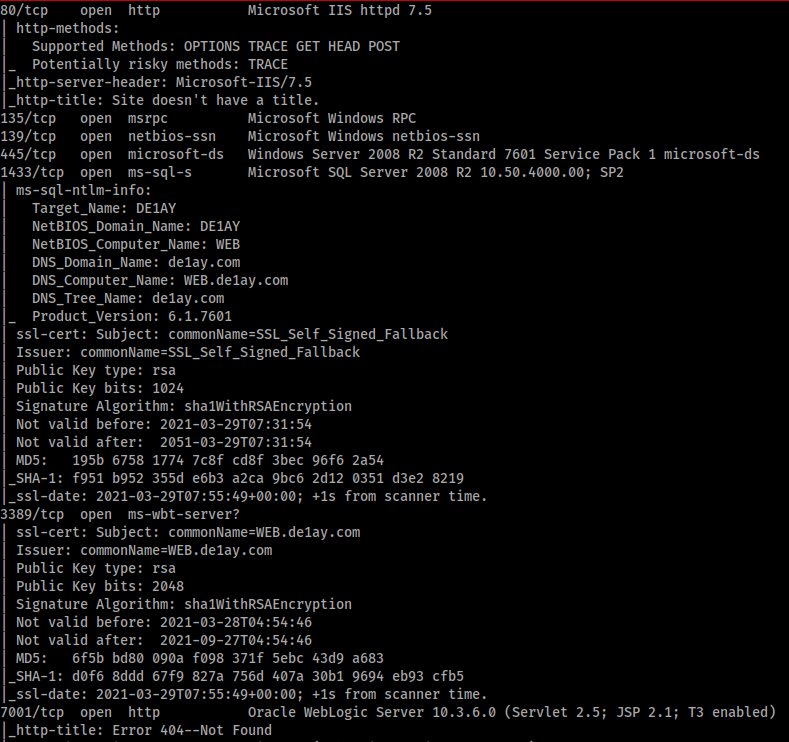 80/tcp   open  http            Microsoft IIS httpd 7.5
| http-methods:
|   Supported Methods: OPTIONS TRACE GET HEAD POST
|_  Potentially risky methods: TRACE
|_http-server-header: Microsoft-IIS/7.5
|_http-title: Site doesn't have a title.
135/tcp   open  msrpc          Microsoft Windows RPC
139/tcp   open  netbios-ssn    Microsoft Windows netbios-ssn
445/tcp   open  microsoft-ds   Windows Server 2008 R2 Standard 7601 Service Pack 1 microsoft-ds
1433/tcp  open  ms-sql-s       Microsoft SQL Server 2008 R2 10.50.4000.00; SP2
| ms-sql-ntlm-info:
|   Target_Name: DE1AY
|   NetBIOS_Domain_Name: DE1AY
|   NetBIOS_Computer_Name: WEB
|   DNS_Domain_Name: de1ay.com
|   DNS_Computer_Name: WEB.de1ay.com
|   DNS_Tree_Name: de1ay.com
|_  Product_Version: 6.1.7601
| ssl-cert: Subject: commonName=SSL_Self_Signed_Fallback
| Issuer: commonName=SSL_Self_Signed_Fallback
| Public Key type: rsa
| Public Key bits: 1024
| Signature Algorithm: sha1WithRSAEncryption
| Not valid before: 2021-03-29T07:31:54
| Not valid after:  2051-03-29T07:31:54
| MD5:   195b 6758 1774 7c8f cd8f 3bec 96f6 2a54
|_SHA-1: f951 b952 355d e6b3 a2ca 9bc6 2d12 0351 d3e2 8219
|_ssl-date: 2021-03-29T07:55:49+00:00; +1s from scanner time.
3389/tcp  open  ms-wbt-server?
| ssl-cert: Subject: commonName=WEB.de1ay.com
| Issuer: commonName=WEB.de1ay.com
| Public Key type: rsa
| Public Key bits: 2048
| Signature Algorithm: sha1WithRSAEncryption
| Not valid before: 2021-03-28T04:54:46
| Not valid after:  2021-09-27T04:54:46
| MD5:   6f5b bd80 090a f098 371f 5ebc 43d9 a683
|_SHA-1: d0f6 8ddd 67f9 827a 756d 407a 30b1 9694 eb93 cfb5
|_ssl-date: 2021-03-29T07:55:49+00:00; +1s from scanner time.
7001/tcp  open  http           Oracle WebLogic Server 10.3.6.0 (Servlet 2.5; JSP 2.1; T3 enabled)
|_http-title: Error 404--Not Found